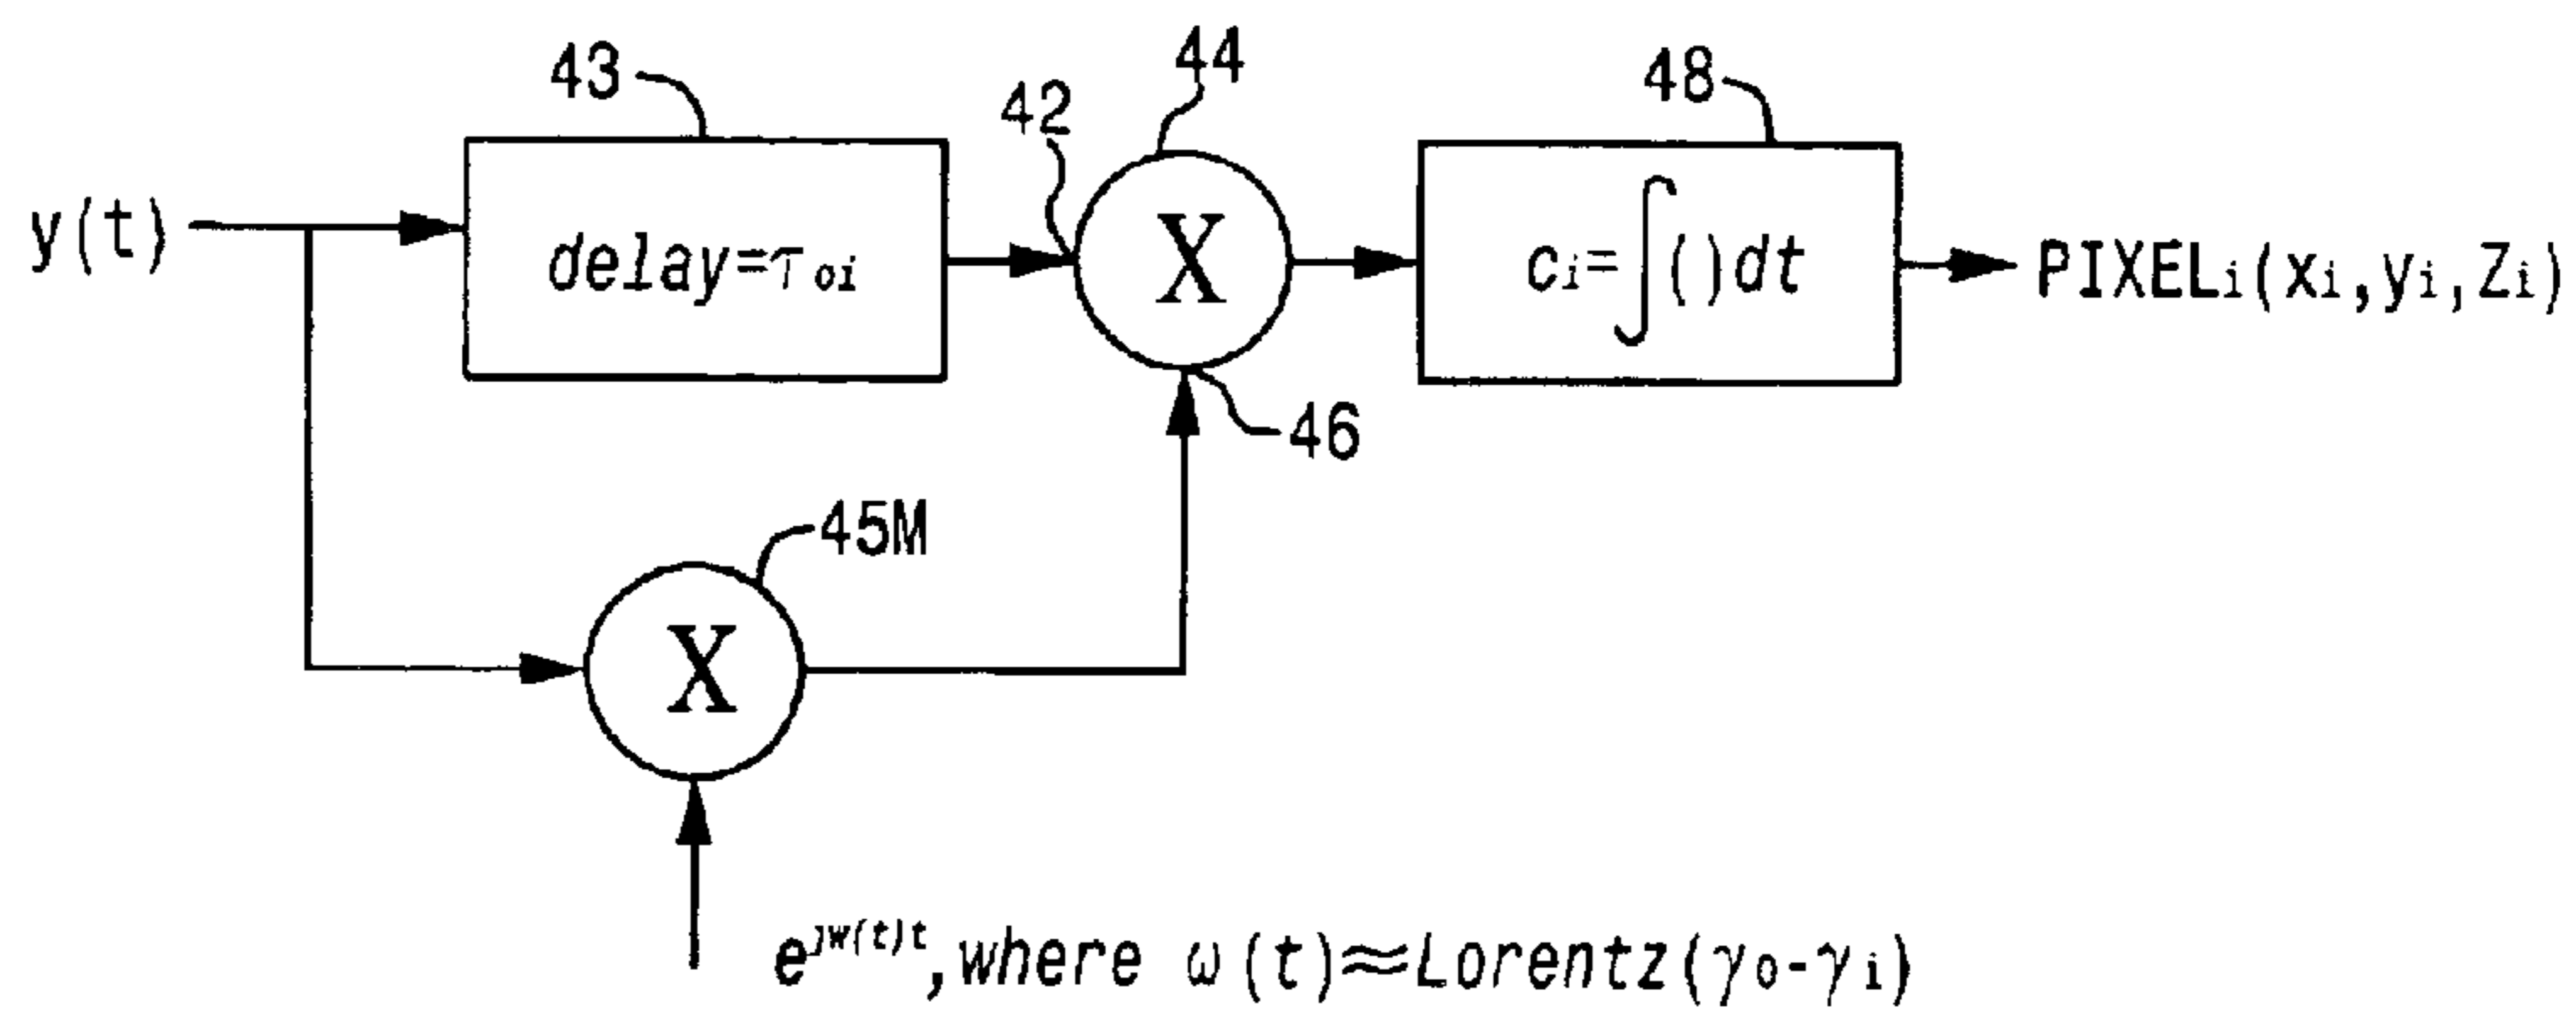 43
42
44
48
y(t)
delay=τoi
X
ci=∫()dt
PIXELi(xi,yi,Zi)
46
45M
X
e^jw(t)t,where ω(t)≈Lorentz(γo-γi)